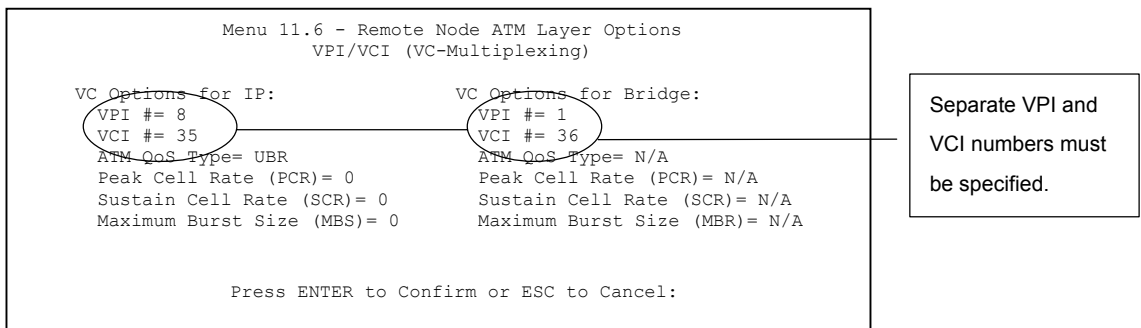 Menu 11.6 - Remote Node ATM Layer Options
VPI/VCI (VC-Multiplexing)
VC Options for IP: VC Options for Bridge:
VPI #= 8 VPI #= 1
VCI #= 35 VCI #= 36
ATM QoS Type= UBR ATM QoS Type= N/A
Peak Cell Rate (PCR)= 0 Peak Cell Rate (PCR)= N/A
Sustain Cell Rate (SCR)= 0 Sustain Cell Rate (SCR)= N/A
Maximum Burst Size (MBS)= 0 Maximum Burst Size (MBR)= N/A
Press ENTER to Confirm or ESC to Cancel:
Separate VPI and
VCI numbers must
be specified.